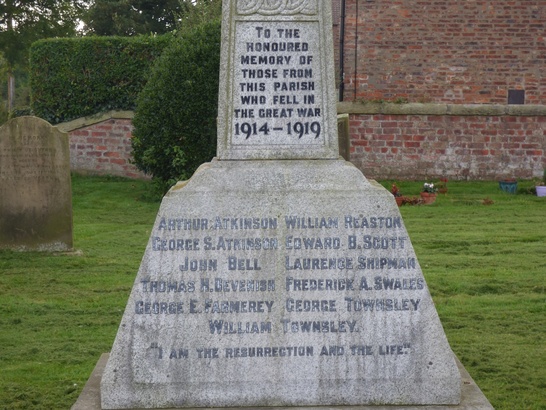 TO THE
HONOURED
MEMORY OF
THOSE FROM
THIS PARISH
WHO FELL IN
THE GREAT WAR
1914-1919
ARTHUR ATKINSON WILLIAM REASTON
GEORGE S. ATKINSON EDWARD B. SCOTT
JOHN BELL LAURENCE SHIPMAN
THOMAS H. DEVENISH FREDERICK A. SWALES
GEORGE E. FARMEREY GEORGE TOWNSLEY
WILLIAM TOWNSLEY.
"I AM THE RESURRECTION AND THE LIFE."